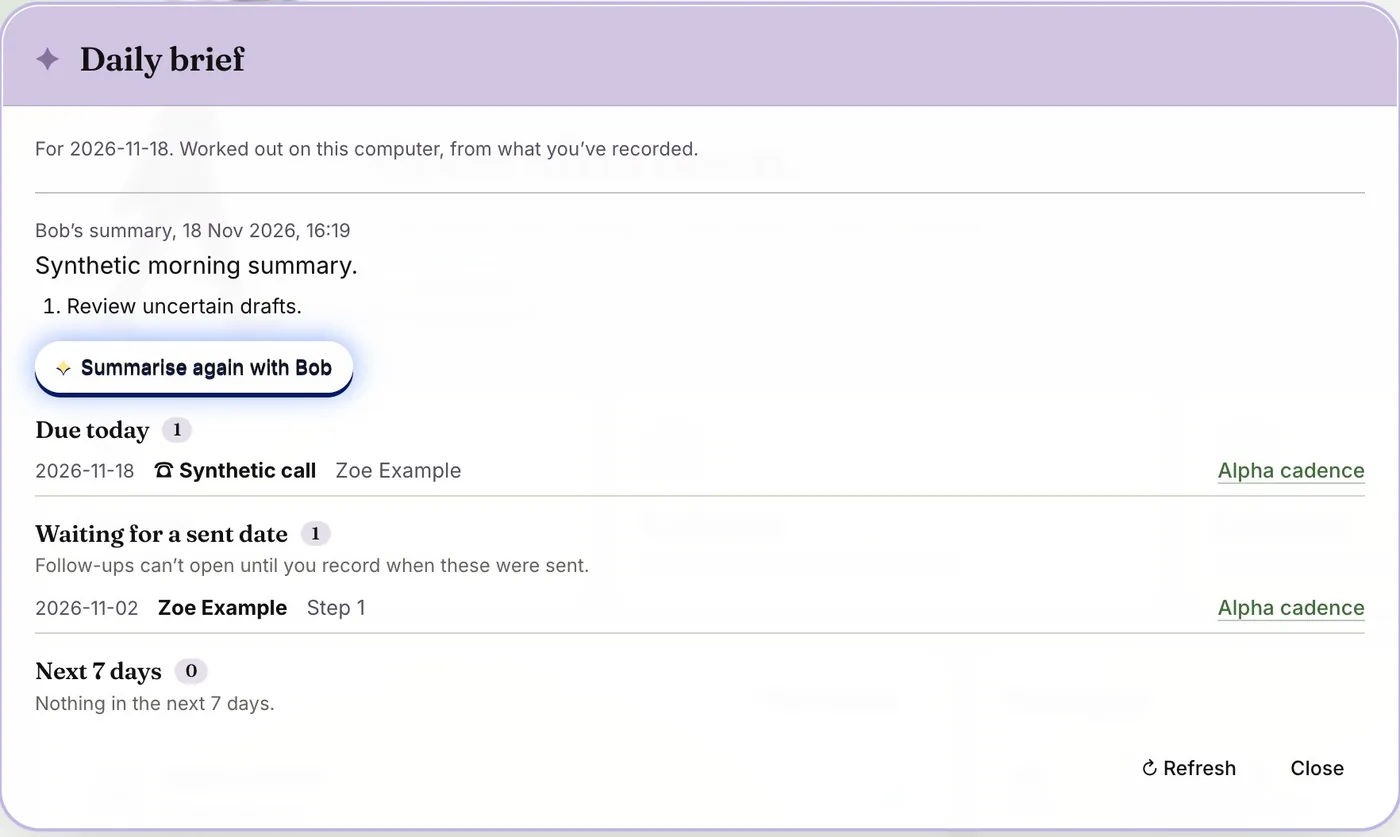 Daily brief
For 2026-11-18. Worked out on this computer, from what you’ve recorded.
Bob’s summary, 18 Nov 2026, 16:19
Synthetic morning summary.
1. Review uncertain drafts.
Summarise again with Bob
Due today 1
2026-11-18 ☎ Synthetic call Zoe Example Alpha cadence
Waiting for a sent date 1
Follow-ups can’t open until you record when these were sent.
2026-11-02 Zoe Example Step 1 Alpha cadence
Next 7 days 0
Nothing in the next 7 days.
↻ Refresh Close